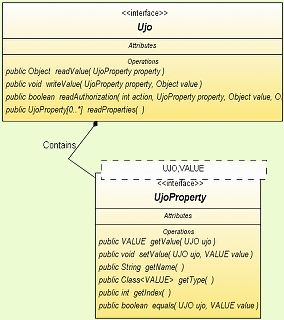 <<interface>>
Ujo
Attributes
Operations
public Object readValue( UjoProperty property )
public void writeValue( UjoProperty property, Object value )
public boolean readAuthorization( int action, UjoProperty property, Object value, O
public UjoProperty[0..*] readProperties( )
Contains
UJO,VALUE
<<interface>>
UjoProperty
Attributes
Operations
public VALUE getValue( UJO ujo )
public void setValue( UJO ujo, VALUE value )
public String getName( )
public Class<VALUE> getType( )
public int getIndex( )
public boolean equals( UJO ujo, VALUE value )